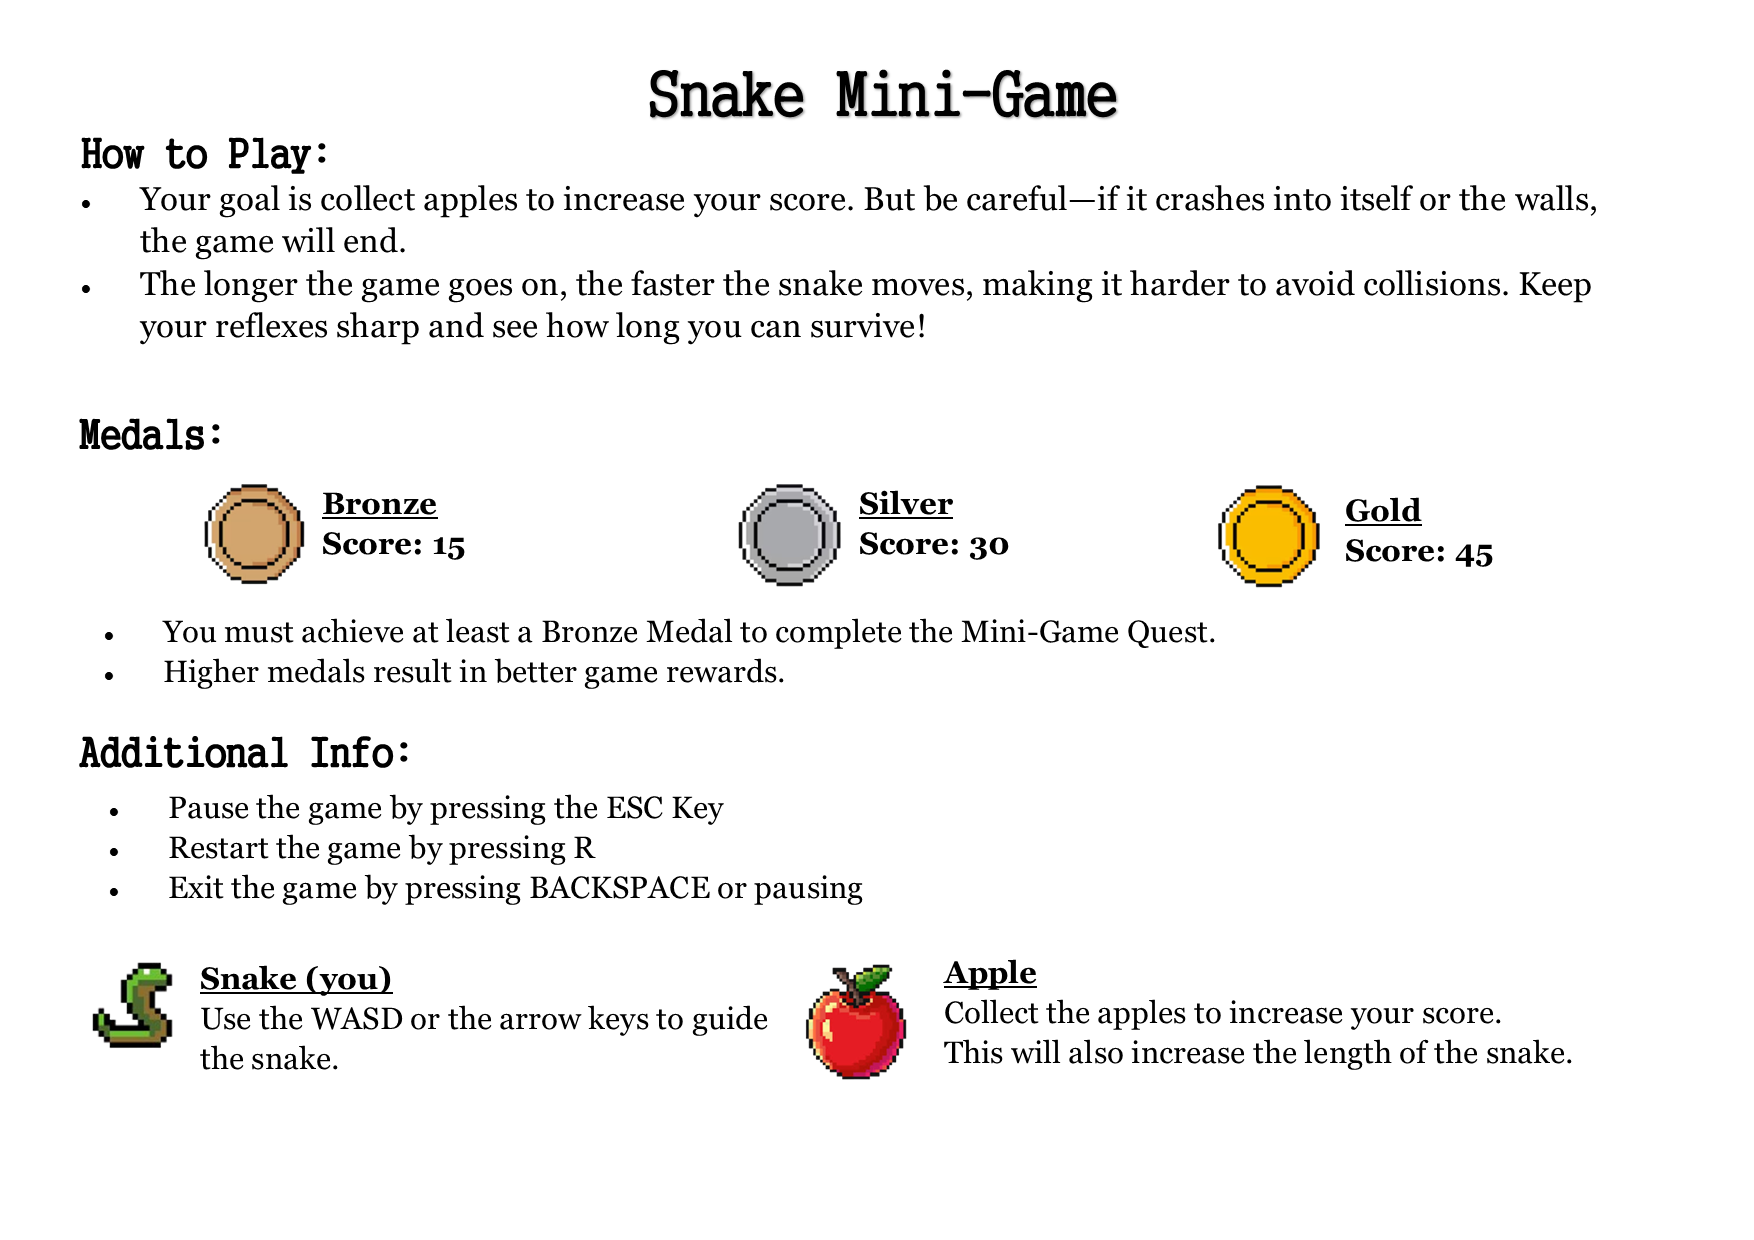 Snake Mini-Game
How to Play:
• Your goal is collect apples to increase your score. But be careful—if it crashes into itself or the walls,
the game will end.
• The longer the game goes on, the faster the snake moves, making it harder to avoid collisions. Keep
your reflexes sharp and see how long you can survive!
Medals:
Bronze
Score: 15
Silver
Score: 30
Gold
Score: 45
• You must achieve at least a Bronze Medal to complete the Mini-Game Quest.
• Higher medals result in better game rewards.
Additional Info:
• Pause the game by pressing the ESC Key
• Restart the game by pressing R
• Exit the game by pressing BACKSPACE or pausing
Snake (you)
Use the WASD or the arrow keys to guide
the snake.
Apple
Collect the apples to increase your score.
This will also increase the length of the snake.